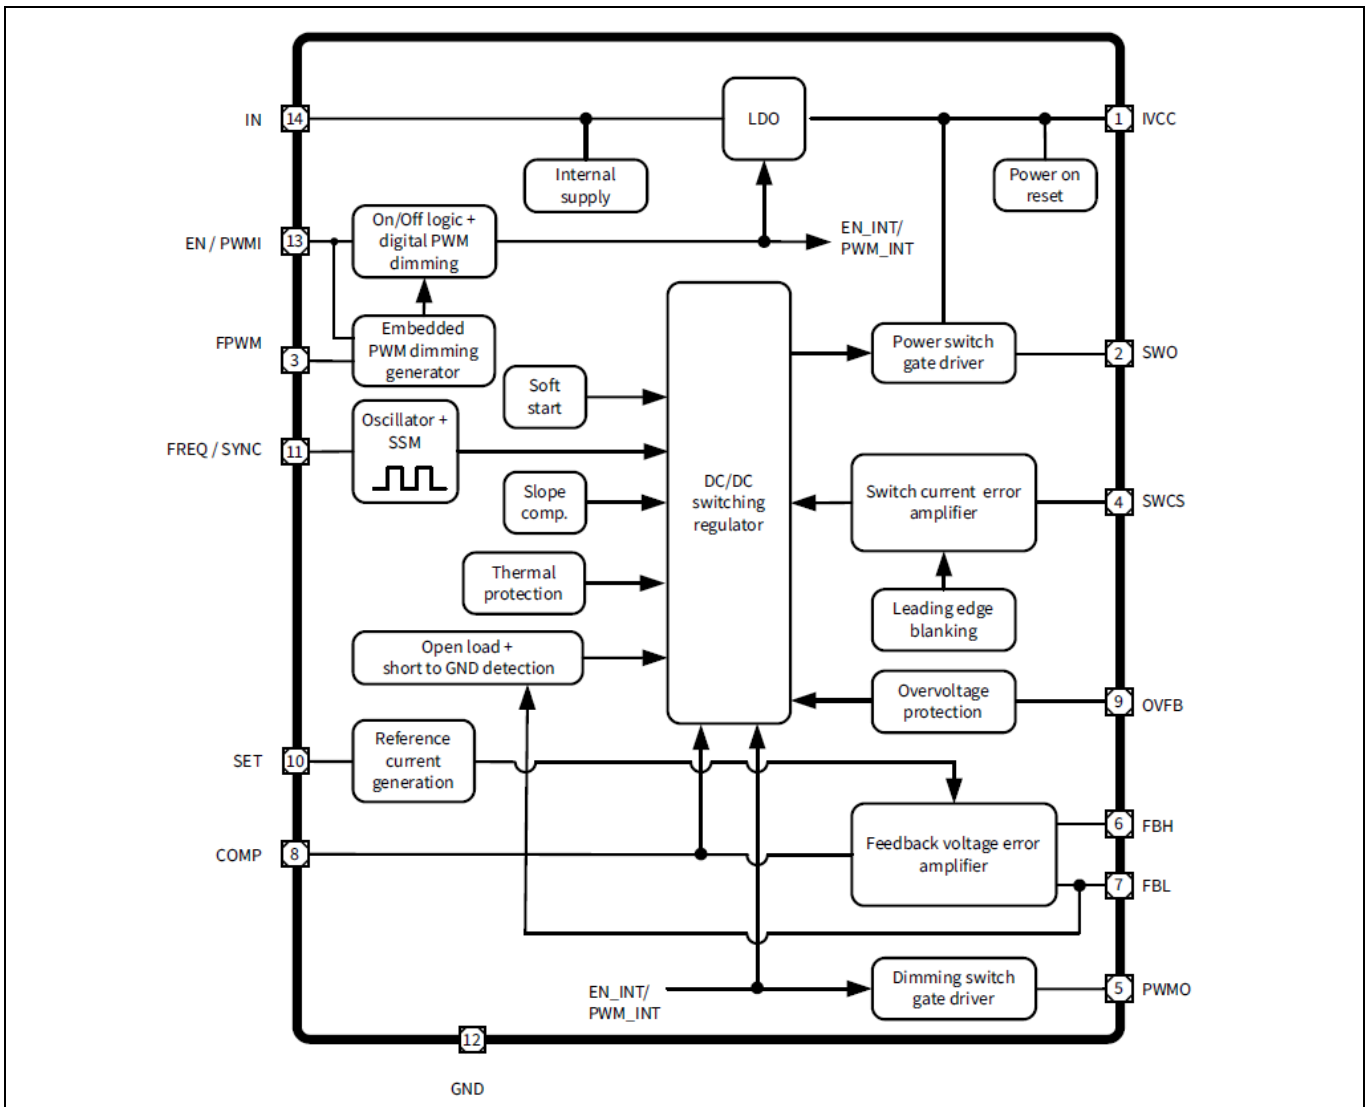 IN
14
LDO
1
IVCC
Internal
supply
Power on
reset
EN / PWMI
13
On/Off logic +
digital PWM
dimming
EN_INT/
PWM_INT
FPWM
3
Embedded
PWM dimming
generator
Power switch
gate driver
2
SWO
Soft
start
FREQ / SYNC
11
Oscillator +
SSM
Slope
comp.
DC/DC
switching
regulator
Switch current error
amplifier
4
SWCS
Thermal
protection
Leading edge
blanking
Open load +
short to GND detection
Overvoltage
protection
9
OVFB
SET
10
Reference
current
generation
COMP
8
Feedback voltage error
amplifier
6
FBH
7
FBL
EN_INT/
PWM_INT
Dimming switch
gate driver
5
PWMO
12
GND